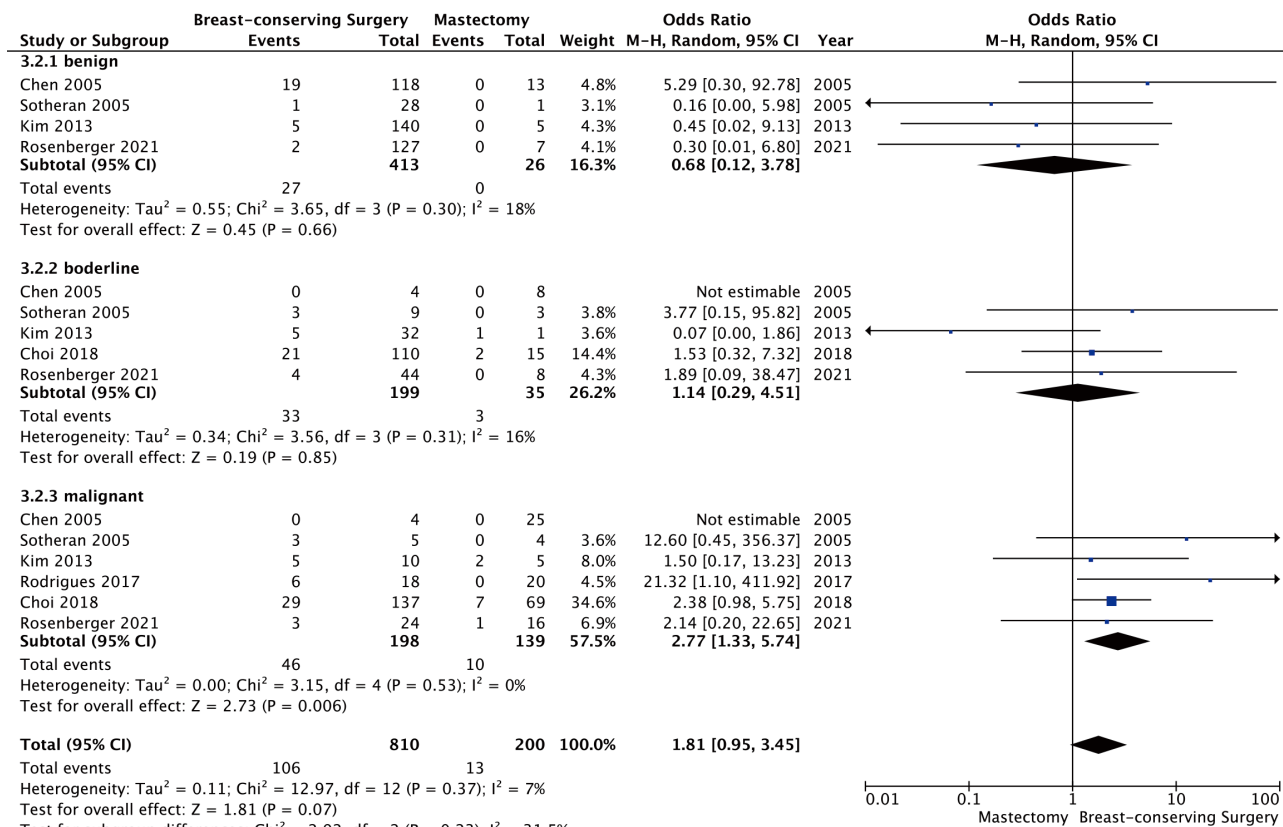 Breast-conserving Surgery Mastectomy Odds Ratio Odds Ratio
Study or Subgroup Events Total Events Total Weight M-H, Random, 95% CI Year M-H, Random, 95% CI
3.2.1 benign
Chen 2005 19 118 0 13 4.8% 5.29 [0.30, 92.78] 2005
Sotheran 2005 1 28 0 1 3.1% 0.16 [0.00, 5.98] 2005
Kim 2013 5 140 0 5 4.3% 0.45 [0.02, 9.13] 2013
Rosenberger 2021 2 127 0 7 4.1% 0.30 [0.01, 6.80] 2021
Subtotal (95% CI) 413 26 16.3% 0.68 [0.12, 3.78]
Total events 27 0
Heterogeneity: Tau² = 0.55; Chi² = 3.65, df = 3 (P = 0.30); I² = 18%
Test for overall effect: Z = 0.45 (P = 0.66)
3.2.2 boderline
Chen 2005 0 4 0 8 Not estimable 2005
Sotheran 2005 3 9 0 3 3.8% 3.77 [0.15, 95.82] 2005
Kim 2013 5 32 1 1 3.6% 0.07 [0.00, 1.86] 2013
Choi 2018 21 110 2 15 14.4% 1.53 [0.32, 7.32] 2018
Rosenberger 2021 4 44 0 8 4.3% 1.89 [0.09, 38.47] 2021
Subtotal (95% CI) 199 35 26.2% 1.14 [0.29, 4.51]
Total events 33 3
Heterogeneity: Tau² = 0.34; Chi² = 3.56, df = 3 (P = 0.31); I² = 16%
Test for overall effect: Z = 0.19 (P = 0.85)
3.2.3 malignant
Chen 2005 0 4 0 25 Not estimable 2005
Sotheran 2005 3 5 0 4 3.6% 12.60 [0.45, 356.37] 2005
Kim 2013 5 10 2 5 8.0% 1.50 [0.17, 13.23] 2013
Rodrigues 2017 6 18 0 20 4.5% 21.32 [1.10, 411.92] 2017
Choi 2018 29 137 7 69 34.6% 2.38 [0.98, 5.75] 2018
Rosenberger 2021 3 24 1 16 6.9% 2.14 [0.20, 22.65] 2021
Subtotal (95% CI) 198 139 57.5% 2.77 [1.33, 5.74]
Total events 46 10
Heterogeneity: Tau² = 0.00; Chi² = 3.15, df = 4 (P = 0.53); I² = 0%
Test for overall effect: Z = 2.73 (P = 0.006)
Total (95% CI) 810 200 100.0% 1.81 [0.95, 3.45]
Total events 106 13
Heterogeneity: Tau² = 0.11; Chi² = 12.97, df = 12 (P = 0.37); I² = 7%
Test for overall effect: Z = 1.81 (P = 0.07)
0.01 0.1 1 10 100
Mastectomy Breast-conserving Surgery